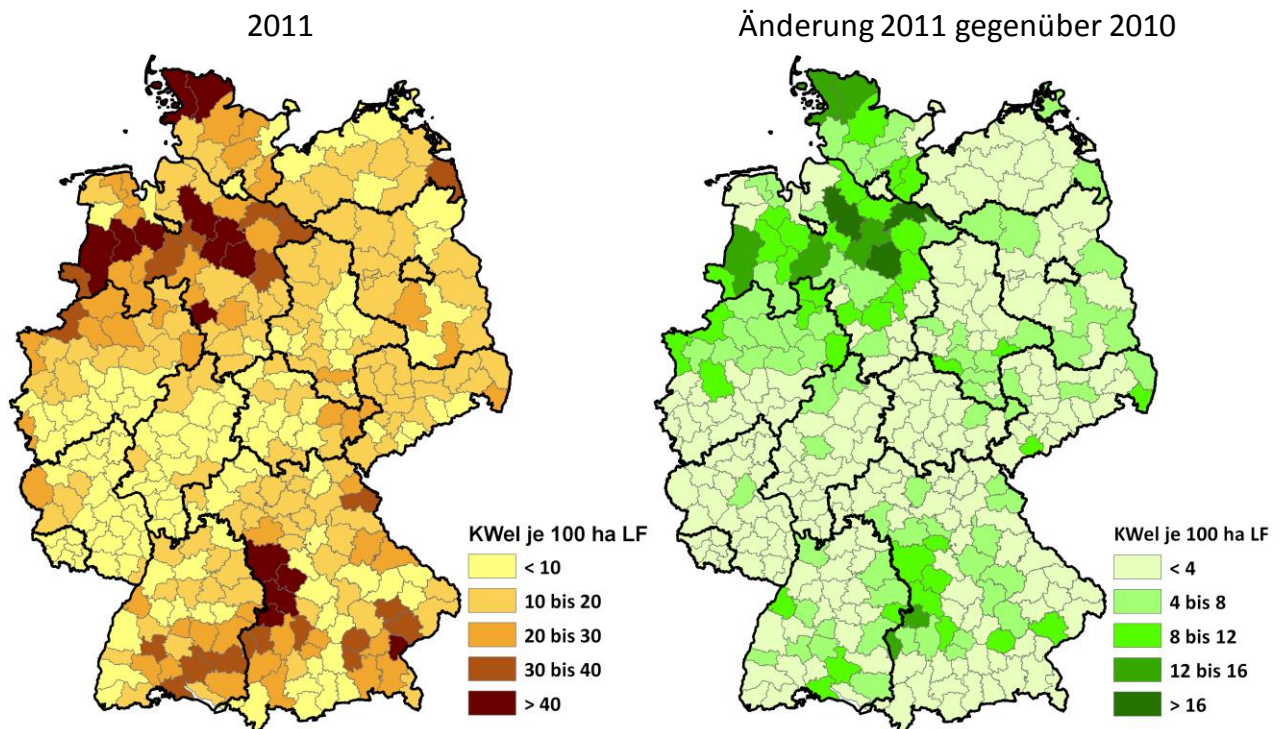 2011
Änderung 2011 gegenüber 2010
KWel je 100 ha LF
< 10
10 bis 20
20 bis 30
30 bis 40
> 40
KWel je 100 ha LF
< 4
4 bis 8
8 bis 12
12 bis 16
> 16